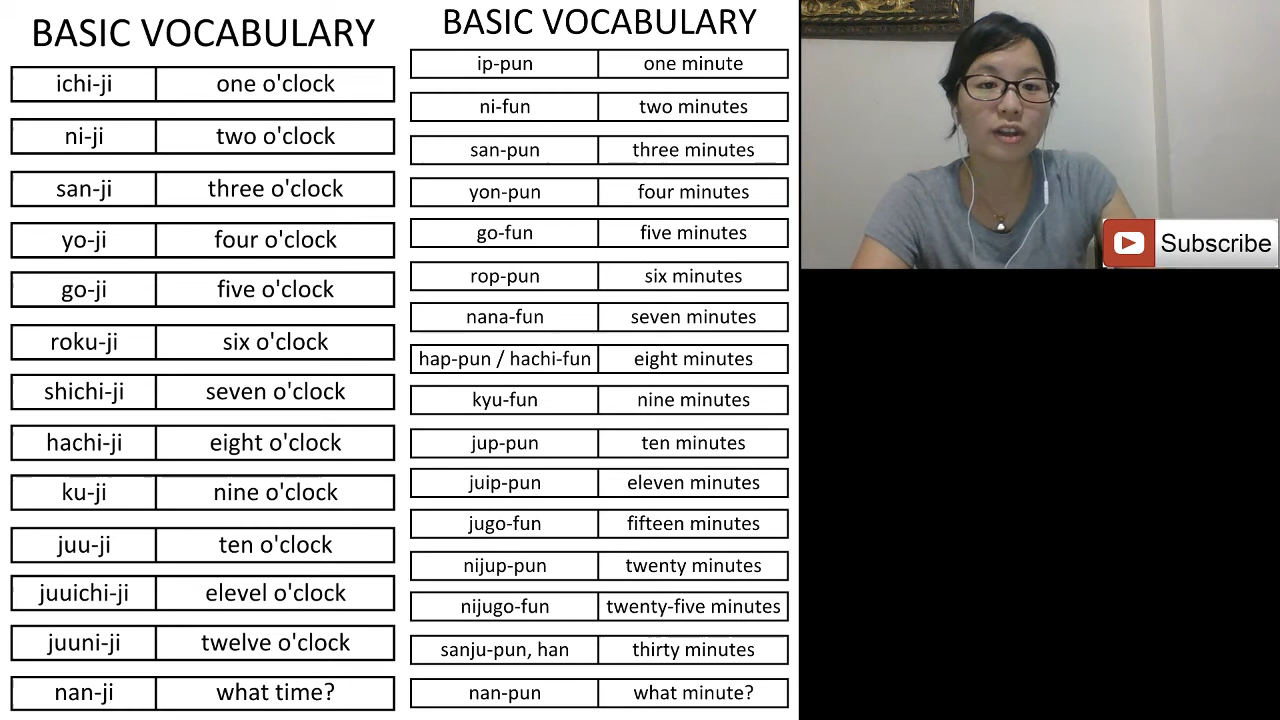 BASIC VOCABULARY
ichi-ji one o'clock
ni-ji two o'clock
san-ji three o'clock
yo-ji four o'clock
go-ji five o'clock
roku-ji six o'clock
shichi-ji seven o'clock
hachi-ji eight o'clock
ku-ji nine o'clock
juu-ji ten o'clock
juuichi-ji elevel o'clock
juuni-ji twelve o'clock
nan-ji what time?
BASIC VOCABULARY
ip-pun one minute
ni-fun two minutes
san-pun three minutes
yon-pun four minutes
go-fun five minutes
rop-pun six minutes
nana-fun seven minutes
hap-pun / hachi-fun eight minutes
kyu-fun nine minutes
jup-pun ten minutes
juip-pun eleven minutes
jugo-fun fifteen minutes
nijup-pun twenty minutes
nijugo-fun twenty-five minutes
sanju-pun, han thirty minutes
nan-pun what minute?
Subscribe